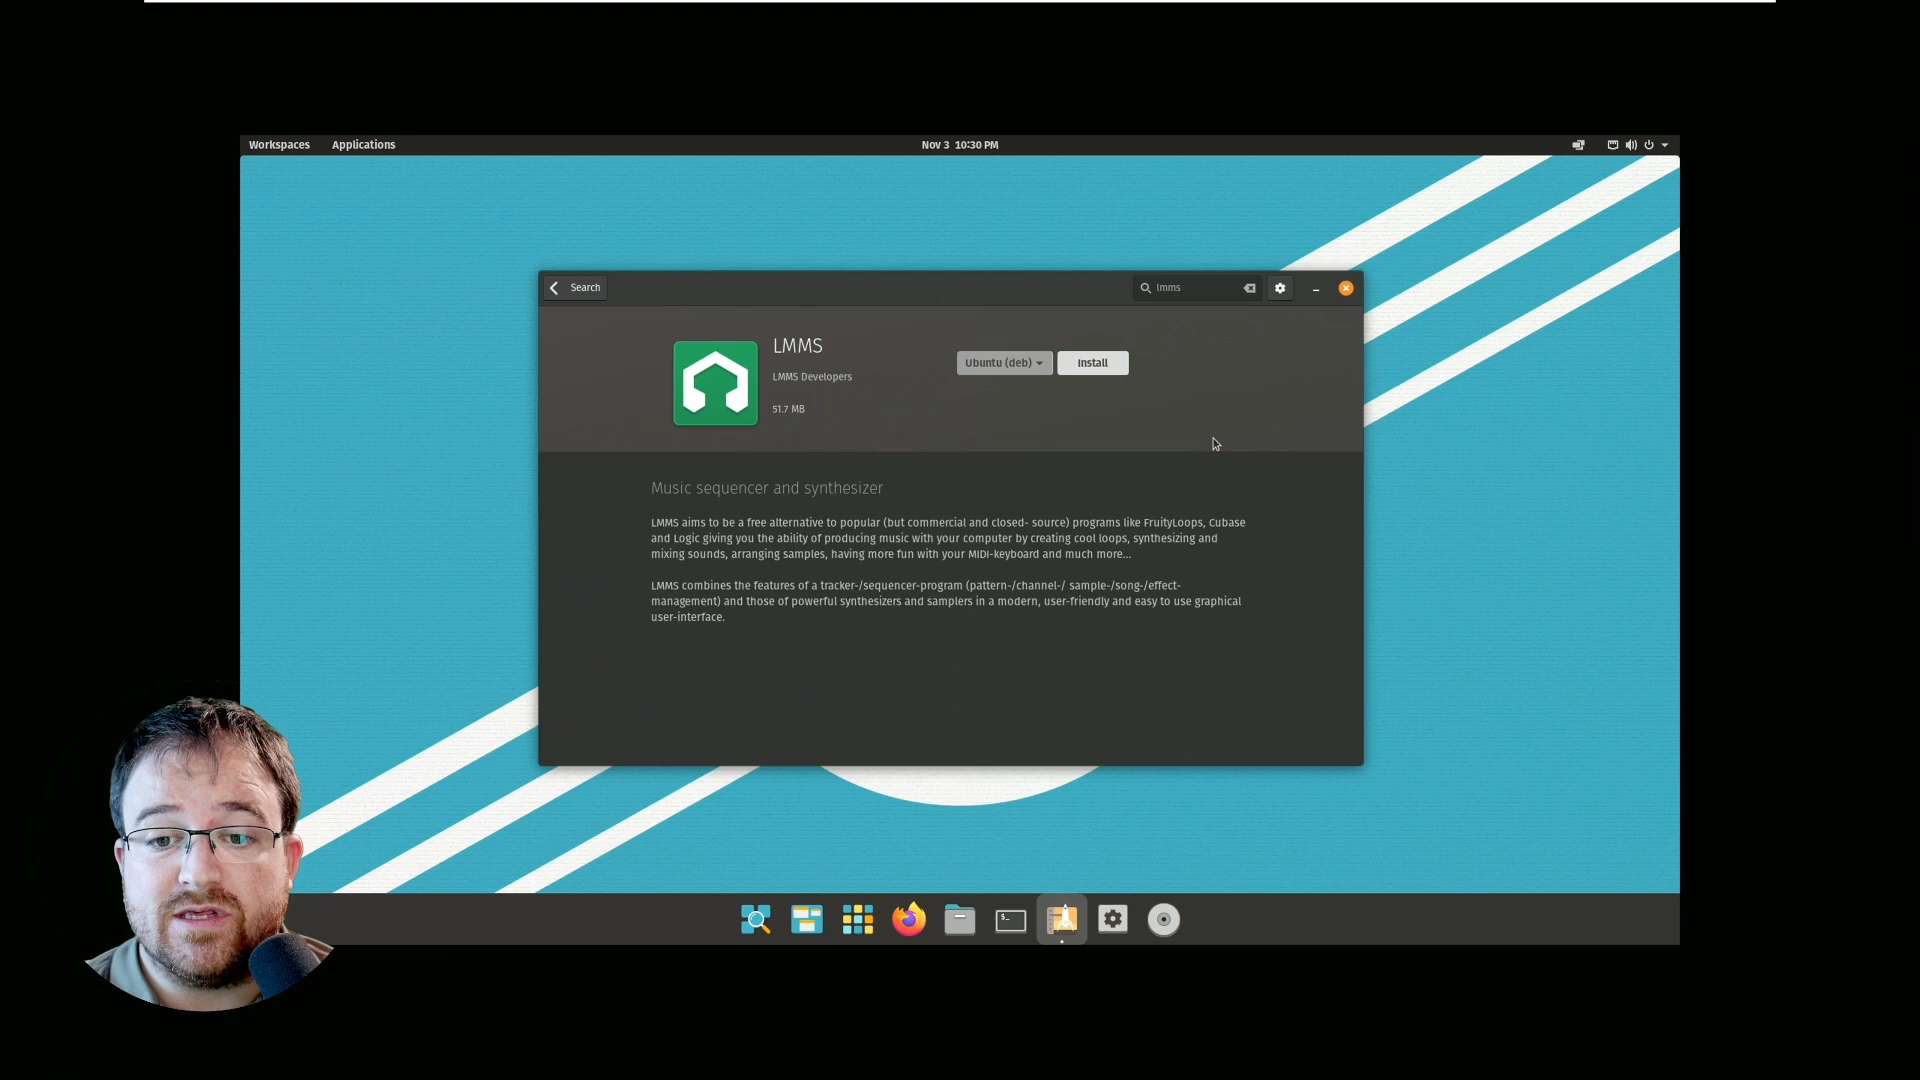 Workspaces Applications Nov 3 10:30 PM
Search lmms
LMMS
LMMS Developers
51.7 MB
Ubuntu (deb) Install
Music sequencer and synthesizer
LMMS aims to be a free alternative to popular (but commercial and closed- source) programs like FruityLoops, Cubase
and Logic giving you the ability of producing music with your computer by creating cool loops, synthesizing and
mixing sounds, arranging samples, having more fun with your MIDI-keyboard and much more...
LMMS combines the features of a tracker-/sequencer-program (pattern-/channel-/ sample-/song-/effect-
management) and those of powerful synthesizers and samplers in a modern, user-friendly and easy to use graphical
user-interface.
$_